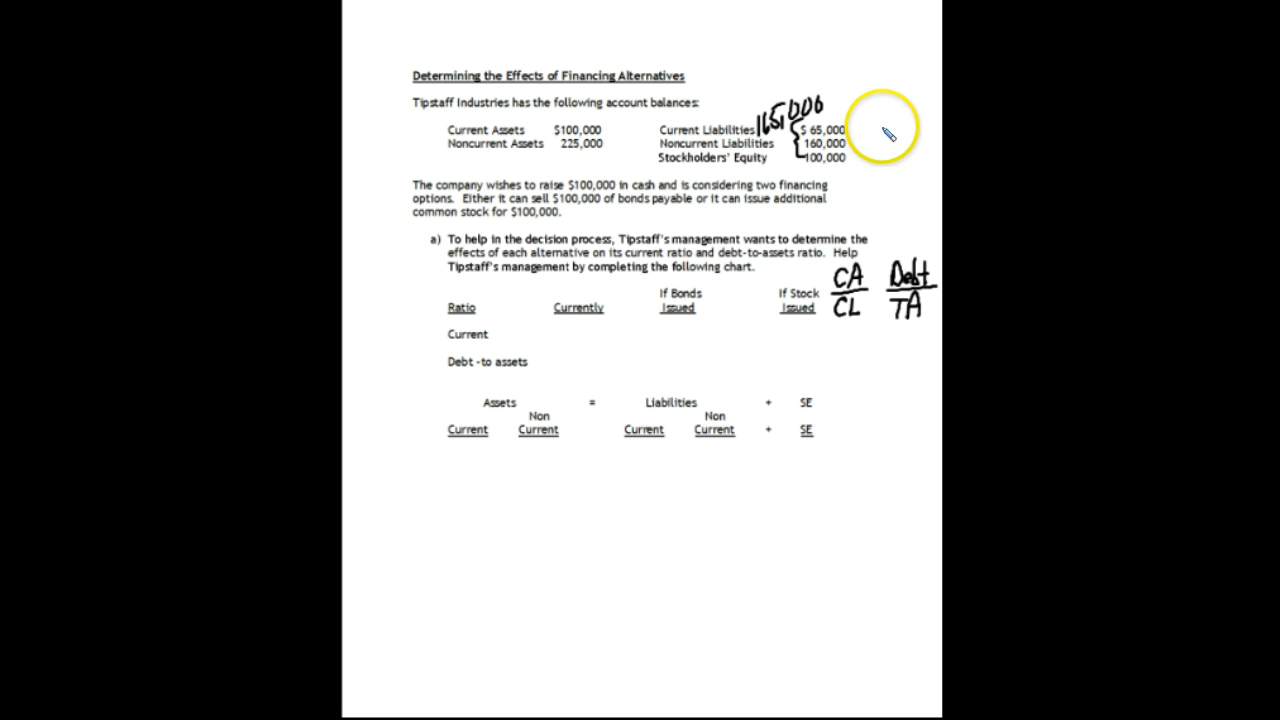 Determining the Effects of Financing Alternatives
Tipstaff Industries has the following account balances:
165,000
Current Assets $100,000 Current Liabilities $ 65,000
Noncurrent Assets 225,000 Noncurrent Liabilities 160,000
Stockholders' Equity 100,000
The company wishes to raise $100,000 in cash and is considering two financing
options. Either it can sell $100,000 of bonds payable or it can issue additional
common stock for $100,000.
a) To help in the decision process, Tipstaff's management wants to determine the
effects of each alternative on its current ratio and debt-to-assets ratio. Help
Tipstaff's management by completing the following chart.
CA Debt
CL TA
If Bonds If Stock
Ratio Currently Issued Issued
Current
Debt -to assets
Assets = Liabilities + SE
Non Non
Current Current Current Current + SE